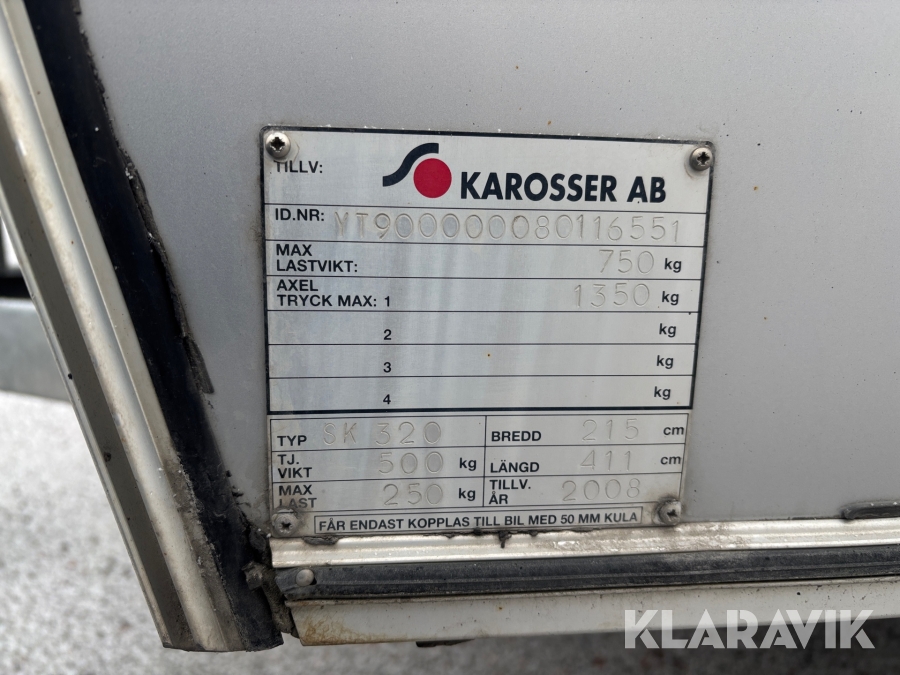 TILLV: KAROSSER AB
ID.NR: YT900000080116551
MAX
LASTVIKT: 750 kg
AXEL
TRYCK MAX: 1 1350 kg
2 kg
3 kg
4 kg
TYP SK 320 BREDD 215 cm
TJ.
VIKT 500 kg LÄNGD 411 cm
MAX
LAST 250 kg TILLV.
ÅR 2008
FÅR ENDAST KOPPLAS TILL BIL MED 50 MM KULA
KLARAVIK